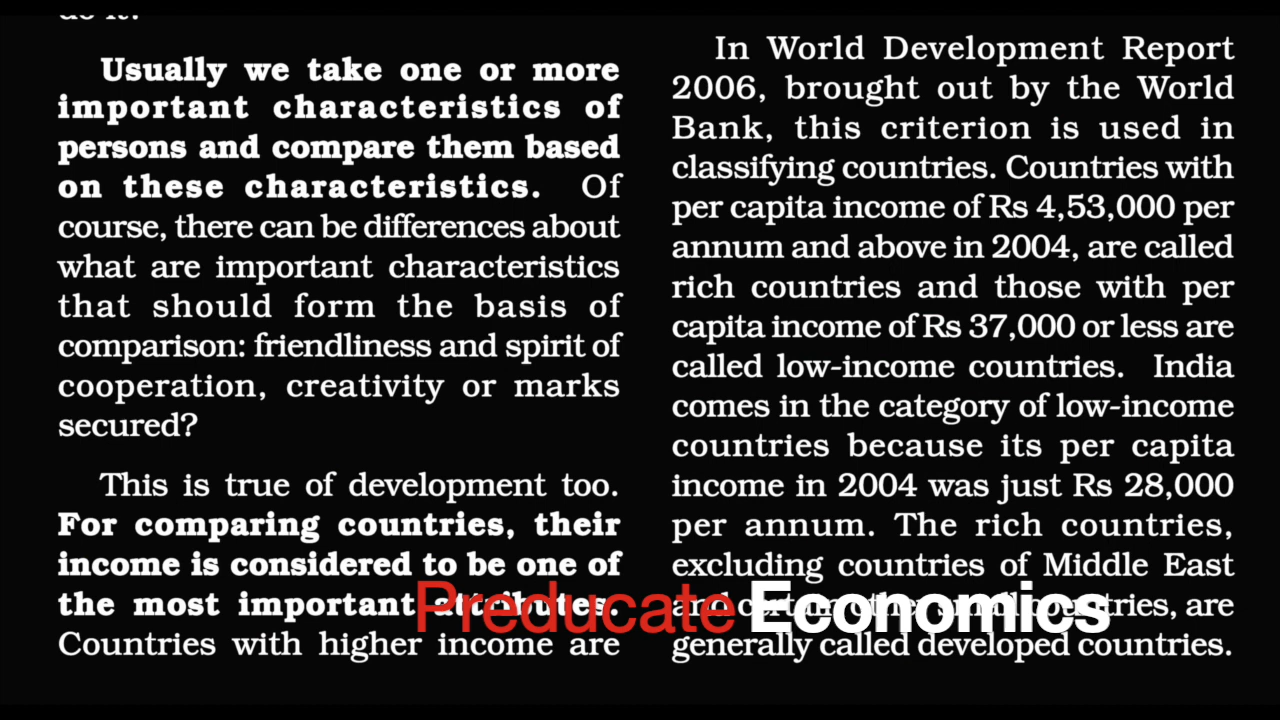 do it?
Usually we take one or more
important characteristics of
persons and compare them based
on these characteristics. Of
course, there can be differences about
what are important characteristics
that should form the basis of
comparison: friendliness and spirit of
cooperation, creativity or marks
secured?
This is true of development too.
For comparing countries, their
income is considered to be one of
the most important attributes.
Countries with higher income are
In World Development Report
2006, brought out by the World
Bank, this criterion is used in
classifying countries. Countries with
per capita income of Rs 4,53,000 per
annum and above in 2004, are called
rich countries and those with per
capita income of Rs 37,000 or less are
called low-income countries. India
comes in the category of low-income
countries because its per capita
income in 2004 was just Rs 28,000
per annum. The rich countries,
excluding countries of Middle East
and certain other small countries, are
generally called developed countries.
Preducate Economics